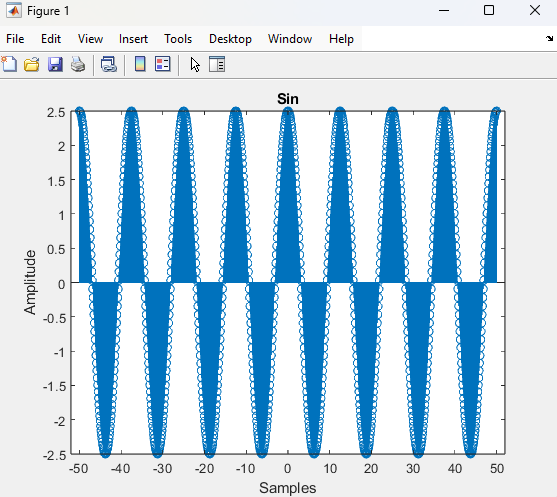 Figure 1
File Edit View Insert Tools Desktop Window Help
Sin
2.5
2
1.5
1
0.5
0
-0.5
-1
-1.5
-2
-2.5
Amplitude
-50 -40 -30 -20 -10 0 10 20 30 40 50
Samples